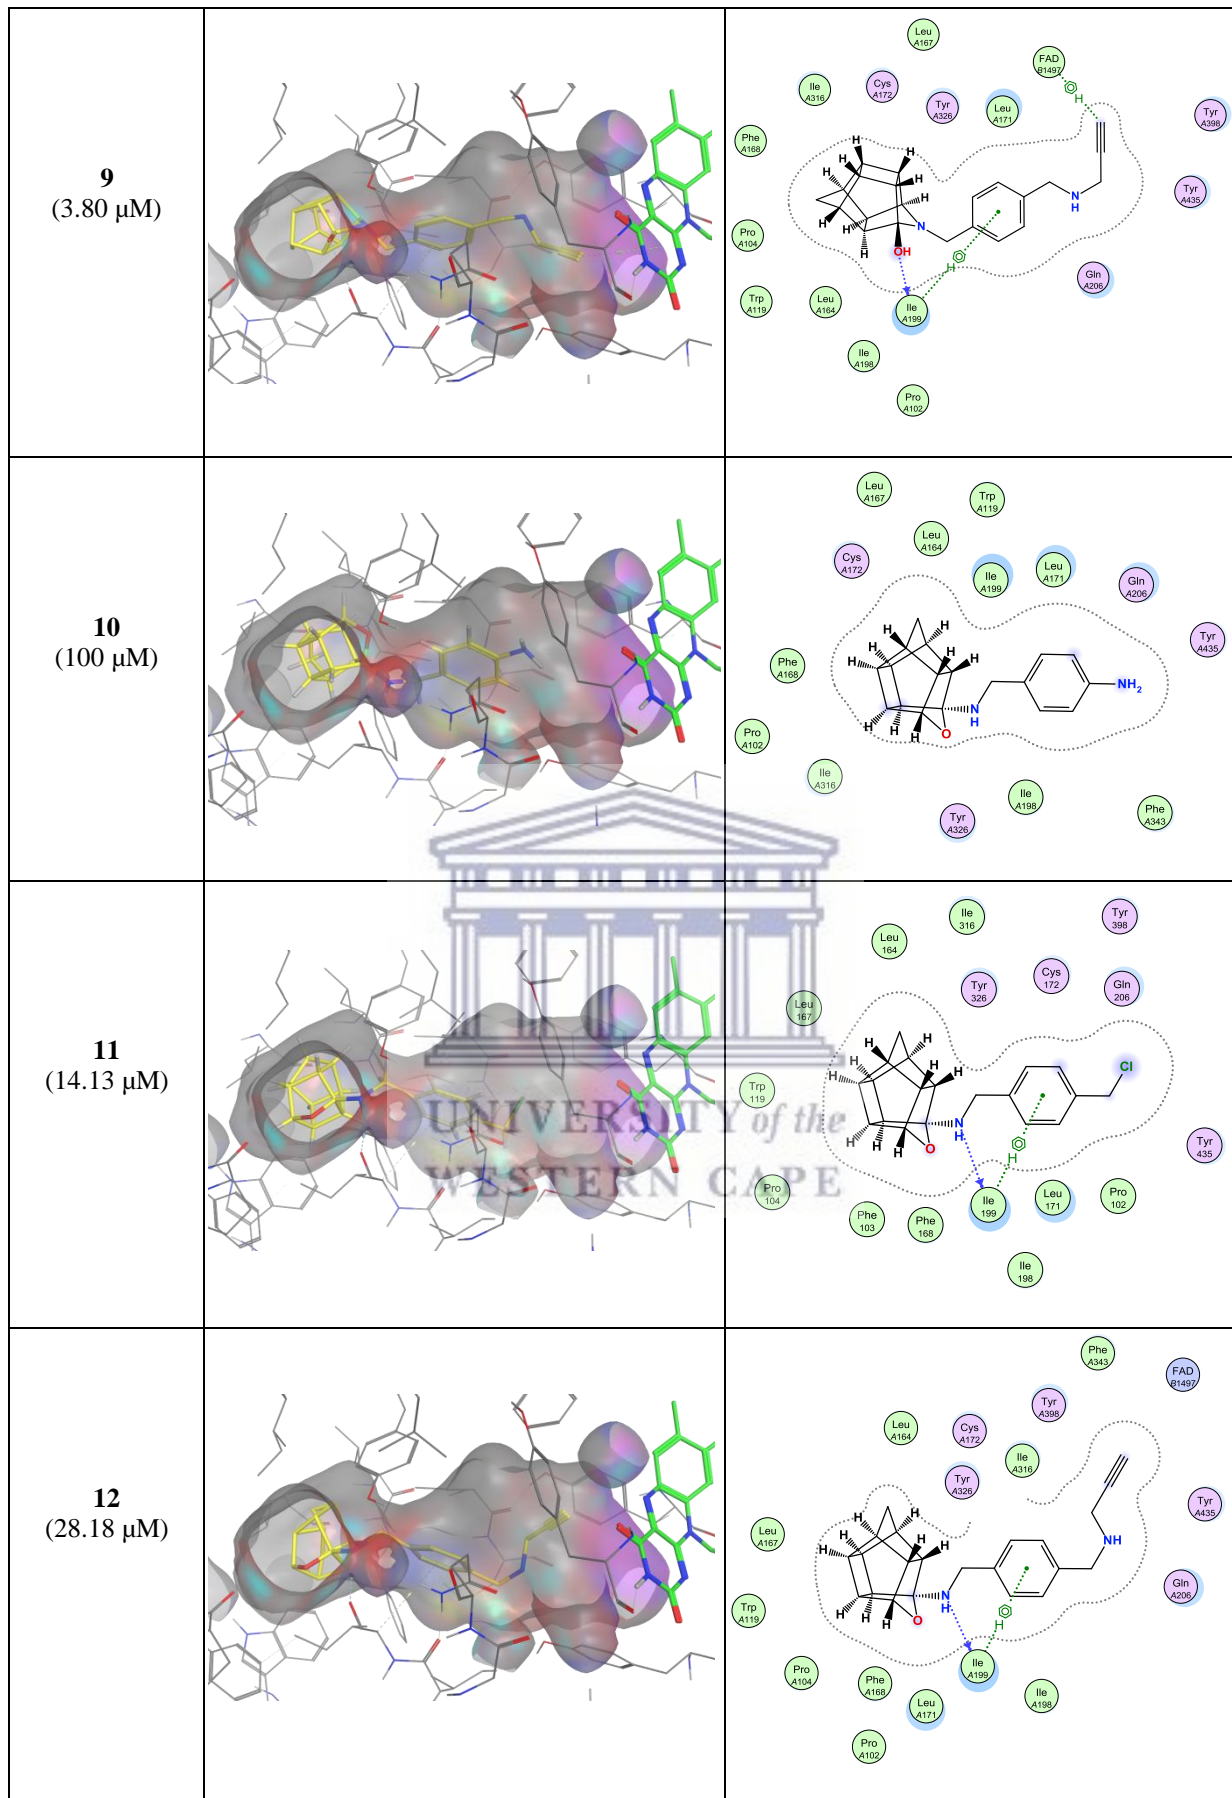 9
(3.80 µM)
Leu
A167
FAD
B1497
Ile
A316
Cys
A172
Tyr
A326
Leu
A171
Tyr
A398
Phe
A168
Tyr
A435
Pro
A104
Gln
A206
Trp
A119
Leu
A164
Ile
A199
Ile
A198
Pro
A102
H
H
H
H
H
H
H
H
N
OH
N
H
H
H
10
(100 µM)
Leu
A167
Trp
A119
Leu
A164
Cys
A172
Ile
A199
Leu
A171
Gln
A206
Tyr
A435
Phe
A168
Pro
A102
Ile
A316
Tyr
A326
Ile
A198
Phe
A343
H
H
H
H
H
H
H
H
O
N
H
NH2
11
(14.13 µM)
Ile
316
Tyr
398
Leu
164
Tyr
326
Cys
172
Gln
206
Leu
167
Trp
119
Tyr
435
Pro
104
Phe
103
Phe
168
Ile
199
Leu
171
Pro
102
Ile
198
H
H
H
H
H
H
H
H
O
N
H
Cl
H
UNIVERSITY of the
WESTERN CAPE
12
(28.18 µM)
Phe
A343
FAD
B1497
Tyr
A398
Leu
A164
Cys
A172
Ile
A316
Tyr
A326
Tyr
A435
Leu
A167
Gln
A206
Trp
A119
Pro
A104
Phe
A168
Leu
A171
Ile
A199
Ile
A198
Pro
A102
H
H
H
H
H
H
H
H
O
N
H
NH
H